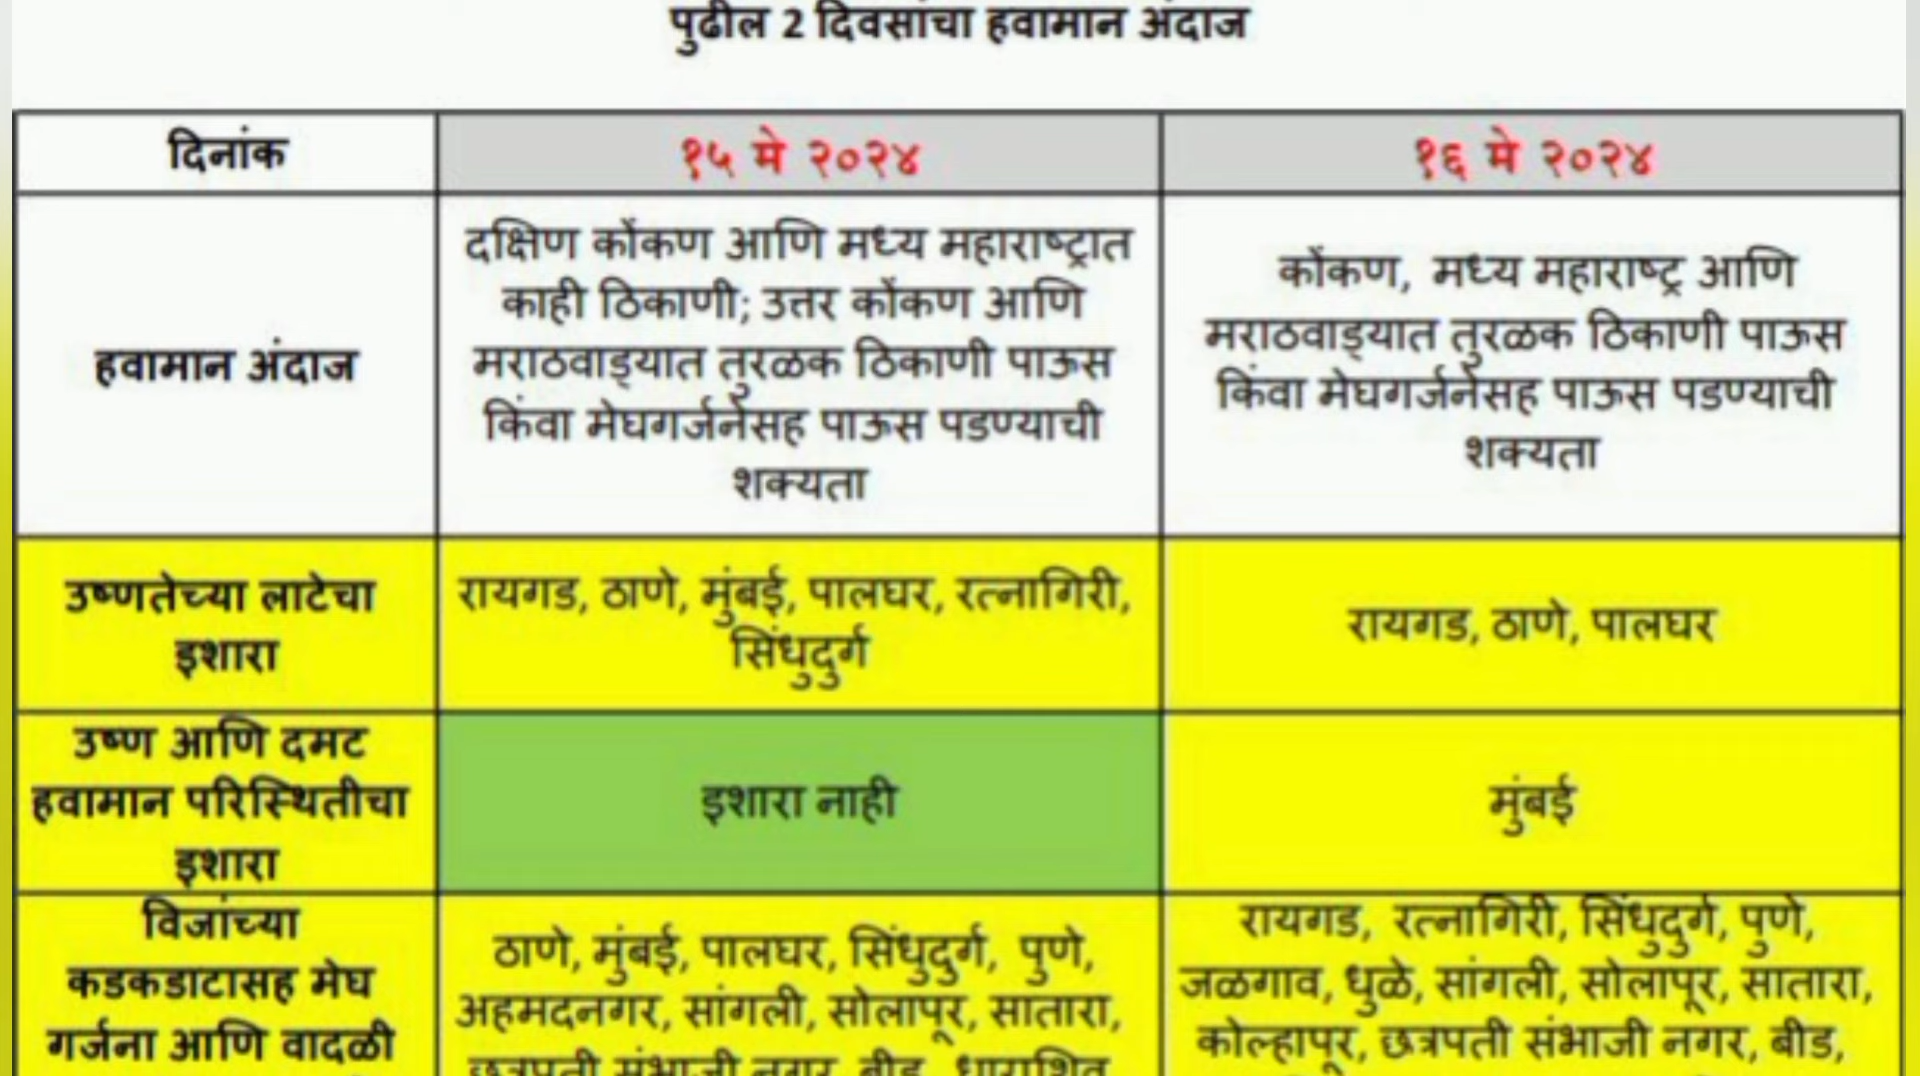 पुढील 2 दिवसांचा हवामान अंदाज
दिनांक
१५ मे २०२४
१६ मे २०२४
हवामान अंदाज
दक्षिण कोंकण आणि मध्य महाराष्ट्रात
काही ठिकाणी; उत्तर कोंकण आणि
मराठवाड्यात तुरळक ठिकाणी पाऊस
किंवा मेघगर्जनेसह पाऊस पडण्याची
शक्यता
कोंकण, मध्य महाराष्ट्र आणि
मराठवाड्यात तुरळक ठिकाणी पाऊस
किंवा मेघगर्जनेसह पाऊस पडण्याची
शक्यता
उष्णतेच्या लाटेचा
इशारा
रायगड, ठाणे, मुंबई, पालघर, रत्नागिरी,
सिंधुदुर्ग
रायगड, ठाणे, पालघर
उष्ण आणि दमट
हवामान परिस्थितीचा
इशारा
इशारा नाही
मुंबई
विजांच्या
कडकडाटासह मेघ
गर्जना आणि वादळी
ठाणे, मुंबई, पालघर, सिंधुदुर्ग, पुणे,
अहमदनगर, सांगली, सोलापूर, सातारा,
छत्रपती संभाजी नगर, बीड, धाराशिव,
रायगड, रत्नागिरी, सिंधुदुर्ग, पुणे,
जळगाव, धुळे, सांगली, सोलापूर, सातारा,
कोल्हापूर, छत्रपती संभाजी नगर, बीड,